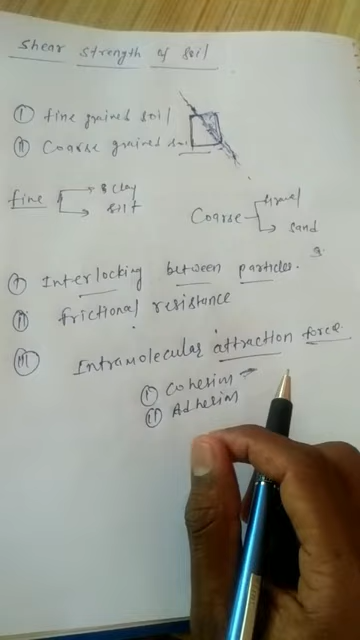 Shear strength of soil
I fine grained soil
II Coarse grained soil
fine clay
silt
Coarse gravel
sand
I Interlocking between particles.
II frictional resistance
III Intramolecular attraction force.
I Cohesion
II Adhesion